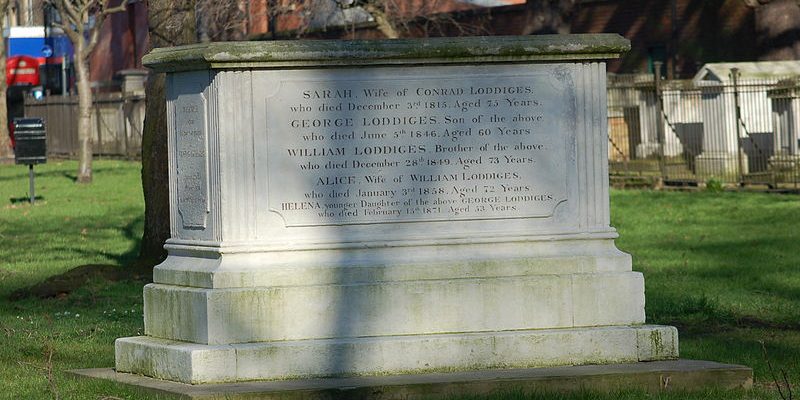 SARAH, Wife of CONRAD LODDIGES,
who died December 3rd 1815. Aged 75 Years.
GEORGE LODDIGES, Son of the above
who died June 5th 1846. Aged 60 Years
WILLIAM LODDIGES, Brother of the above,
who died December 28th 1849. Aged 73 Years.
ALICE, Wife of WILLIAM LODDIGES,
who died January 3rd 1858. Aged 72 Years
HELENA younger Daughter of the above GEORGE LODDIGES,
who died February 15th 1871. Aged 53 Years.